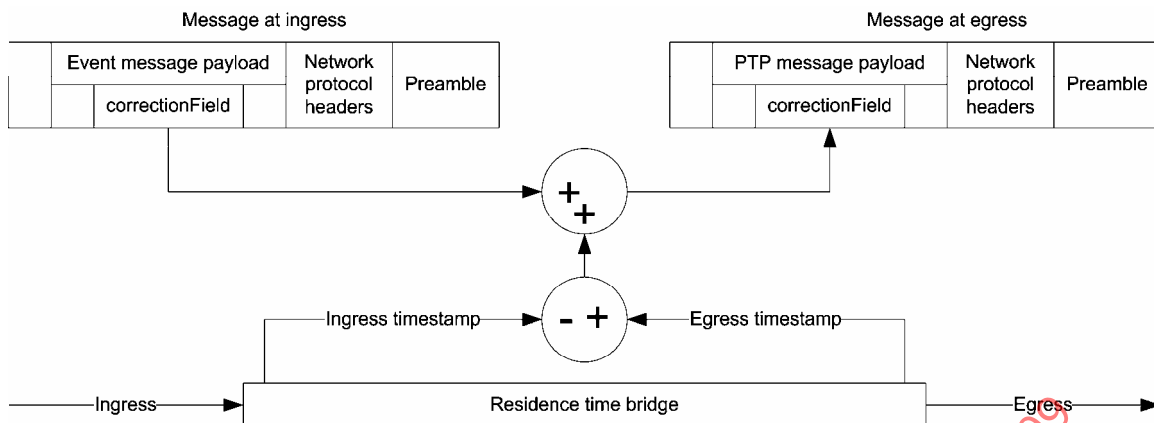 Message at ingress
Message at egress
Event message payload
correctionField
Network
protocol
headers
Preamble
PTP message payload
correctionField
Network
protocol
headers
Preamble
+
+
Ingress timestamp
- +
Egress timestamp
Ingress
Residence time bridge
Egress